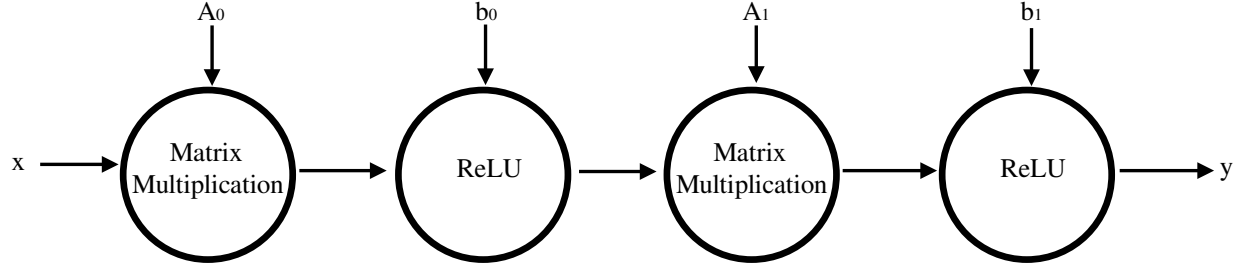 A0
b0
A1
b1
x
Matrix
Multiplication
ReLU
Matrix
Multiplication
ReLU
y